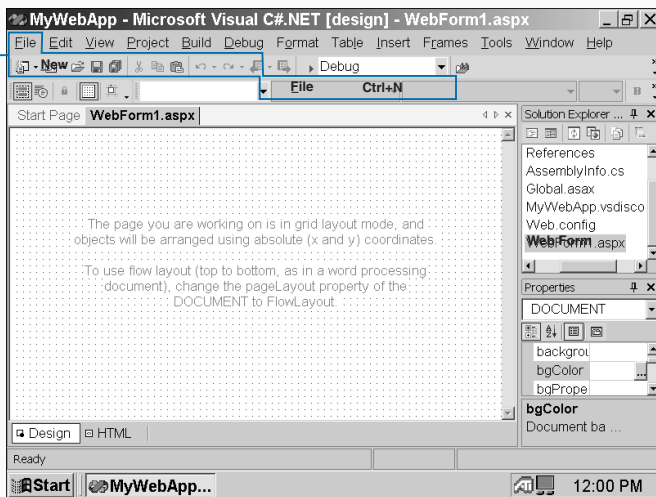 MyWebApp - Microsoft Visual C#.NET [design] - WebForm1.aspx
File Edit View Project Build Debug Format Table Insert Frames Tools Window Help
New Debug
File Ctrl+N B
Start Page WebForm1.aspx
The page you are working on is in grid layout mode, and
objects will be arranged using absolute (x and y) coordinates.
To use flow layout (top to bottom, as in a word processing
document), change the pageLayout property of the
DOCUMENT to FlowLayout.
Design HTML
Solution Explorer ...
References
AssemblyInfo.cs
Global.asax
MyWebApp.vsdisco
Web.config
WebForm1.aspx
Properties
DOCUMENT
backgrou
bgColor
...
bgPrope
bgColor
Document ba ...
Ready
Start MyWebApp... 12:00 PM